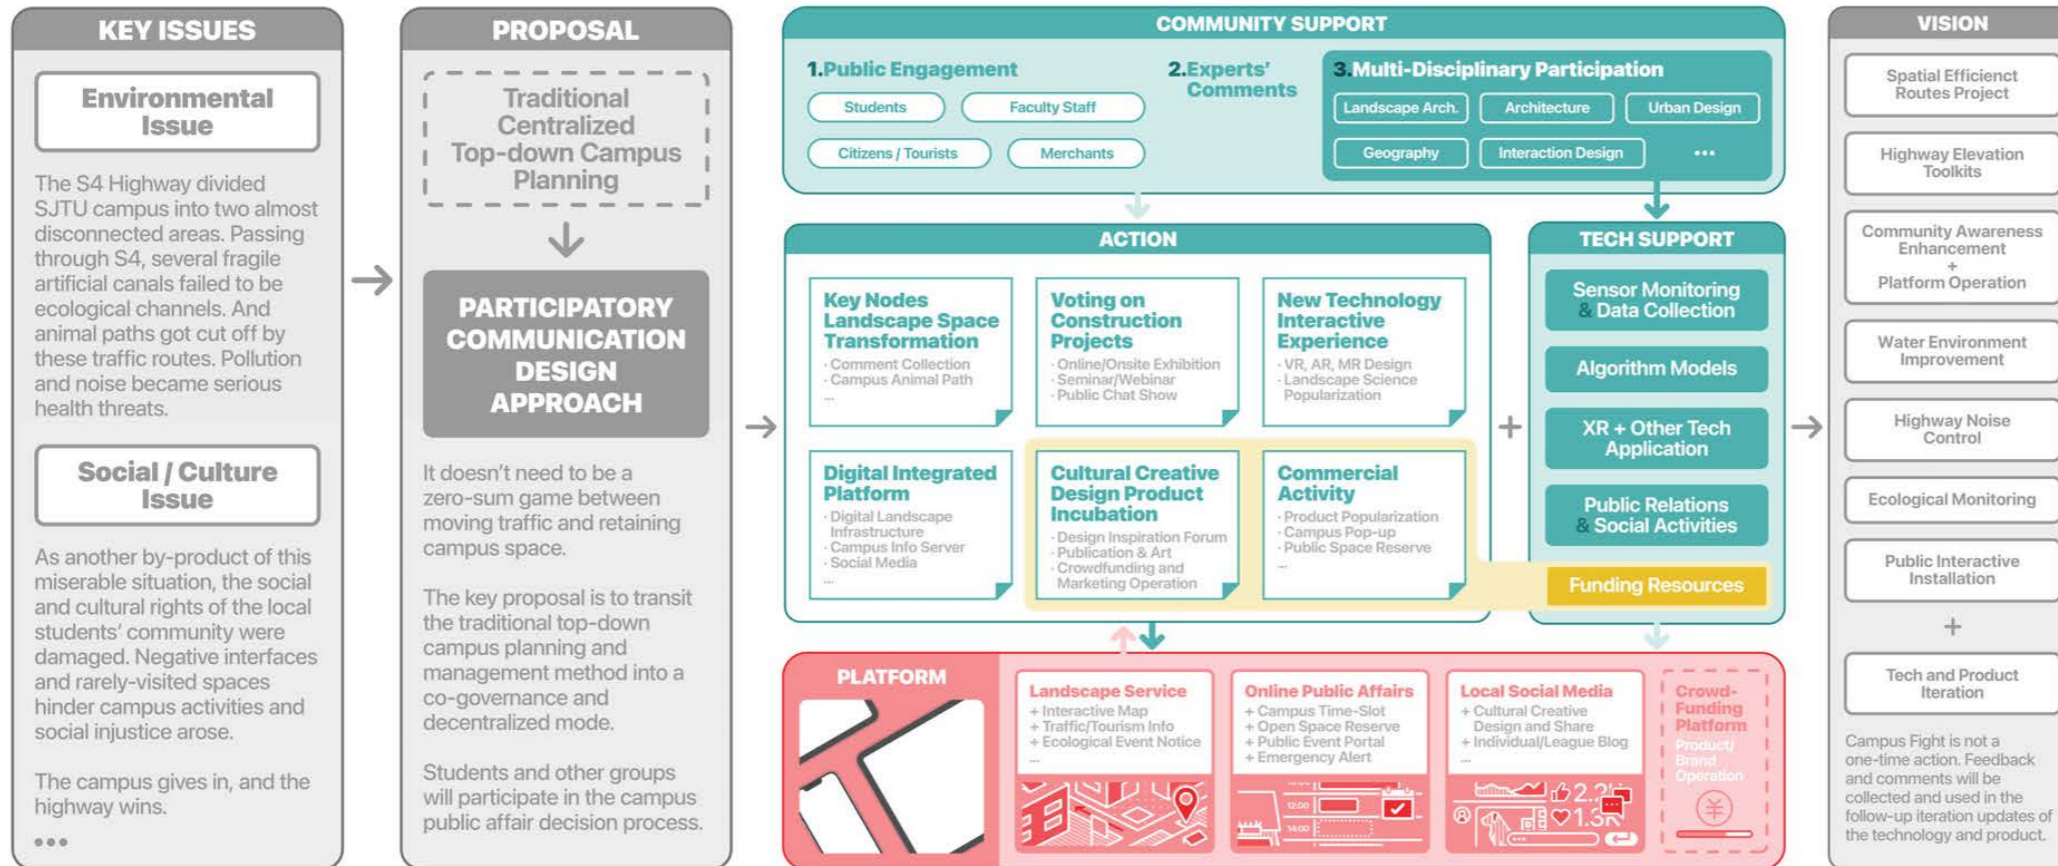 KEY ISSUES
Environmental
Issue
The S4 Highway divided
SJTU campus into two almost
disconnected areas. Passing
through S4, several fragile
artificial canals failed to be
ecological channels. And
animal paths got cut off by
these traffic routes. Pollution
and noise became serious
health threats.
Social / Culture
Issue
As another by-product of this
miserable situation, the social
and cultural rights of the local
students' community were
damaged. Negative interfaces
and rarely-visited spaces
hinder campus activities and
social injustice arose.
The campus gives in, and the
highway wins.
•••
PROPOSAL
Traditional
Centralized
Top-down Campus
Planning
PARTICIPATORY
COMMUNICATION
DESIGN
APPROACH
It doesn't need to be a
zero-sum game between
moving traffic and retaining
campus space.
The key proposal is to transit
the traditional top-down
campus planning and
management method into a
co-governance and
decentralized mode.
Students and other groups
will participate in the campus
public affair decision process.
COMMUNITY SUPPORT
1.Public Engagement
Students
Faculty Staff
Citizens / Tourists
Merchants
2.Experts'
Comments
3.Multi-Disciplinary Participation
Landscape Arch.
Architecture
Urban Design
Geography
Interaction Design
•••
ACTION
Key Nodes
Landscape Space
Transformation
· Comment Collection
· Campus Animal Path
...
Voting on
Construction
Projects
· Online/Onsite Exhibition
· Seminar/Webinar
· Public Chat Show
New Technology
Interactive
Experience
· VR, AR, MR Design
· Landscape Science
Popularization
Digital Integrated
Platform
· Digital Landscape
Infrastructure
· Campus Info Server
· Social Media
...
Cultural Creative
Design Product
Incubation
· Design Inspiration Forum
· Publication & Art
· Crowdfunding and
Marketing Operation
Commercial
Activity
· Product Popularization
· Campus Pop-up
· Public Space Reserve
...
+
TECH SUPPORT
Sensor Monitoring
& Data Collection
Algorithm Models
XR + Other Tech
Application
Public Relations
& Social Activities
Funding Resources
PLATFORM
Landscape Service
+ Interactive Map
+ Traffic/Tourism Info
+ Ecological Event Notice
...
Online Public Affairs
+ Campus Time-Slot
+ Open Space Reserve
+ Public Event Portal
+ Emergency Alert
12:00
14:00
Local Social Media
+ Cultural Creative
Design and Share
+ Individual/League Blog
...
2.2K
1.3K
Crowd-
Funding
Platform
Product/
Brand
Operation
¥
VISION
Spatial Efficienct
Routes Project
Highway Elevation
Toolkits
Community Awareness
Enhancement
+
Platform Operation
Water Environment
Improvement
Highway Noise
Control
Ecological Monitoring
Public Interactive
Installation
+
Tech and Product
Iteration
Campus Fight is not a
one-time action. Feedback
and comments will be
collected and used in the
follow-up iteration updates of
the technology and product.